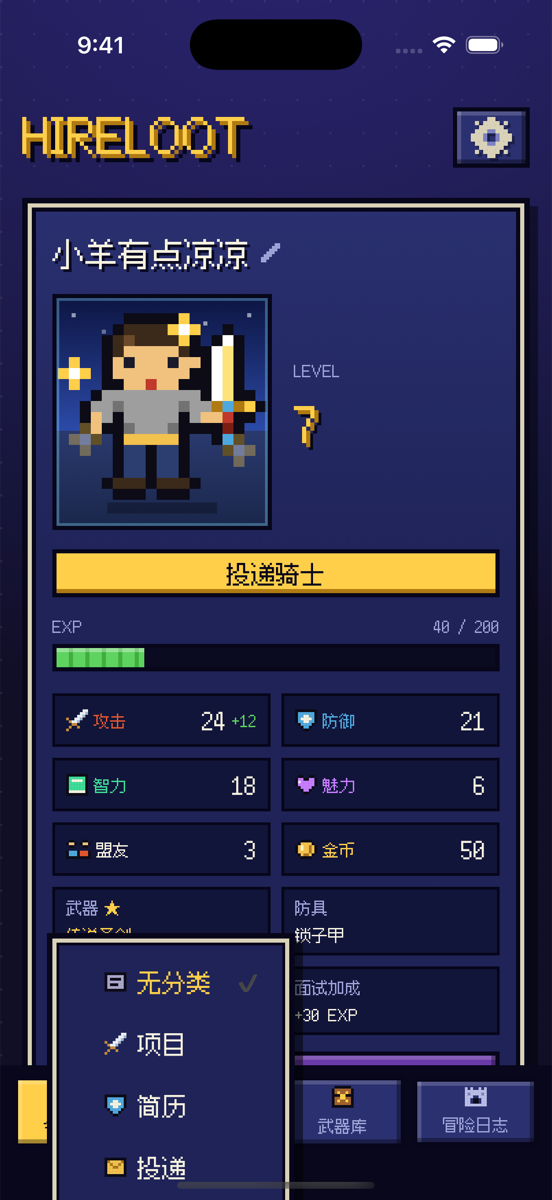 9:41
HIRELOOT
小羊有点凉凉
LEVEL
7
投递骑士
EXP 40 / 200
攻击 24 +12 防御 21
智力 18 魅力 6
盟友 3 金币 50
武器 防具
锁子甲
无分类 面试加成
+30 EXP
项目
简历
武器库 冒险日志
投递